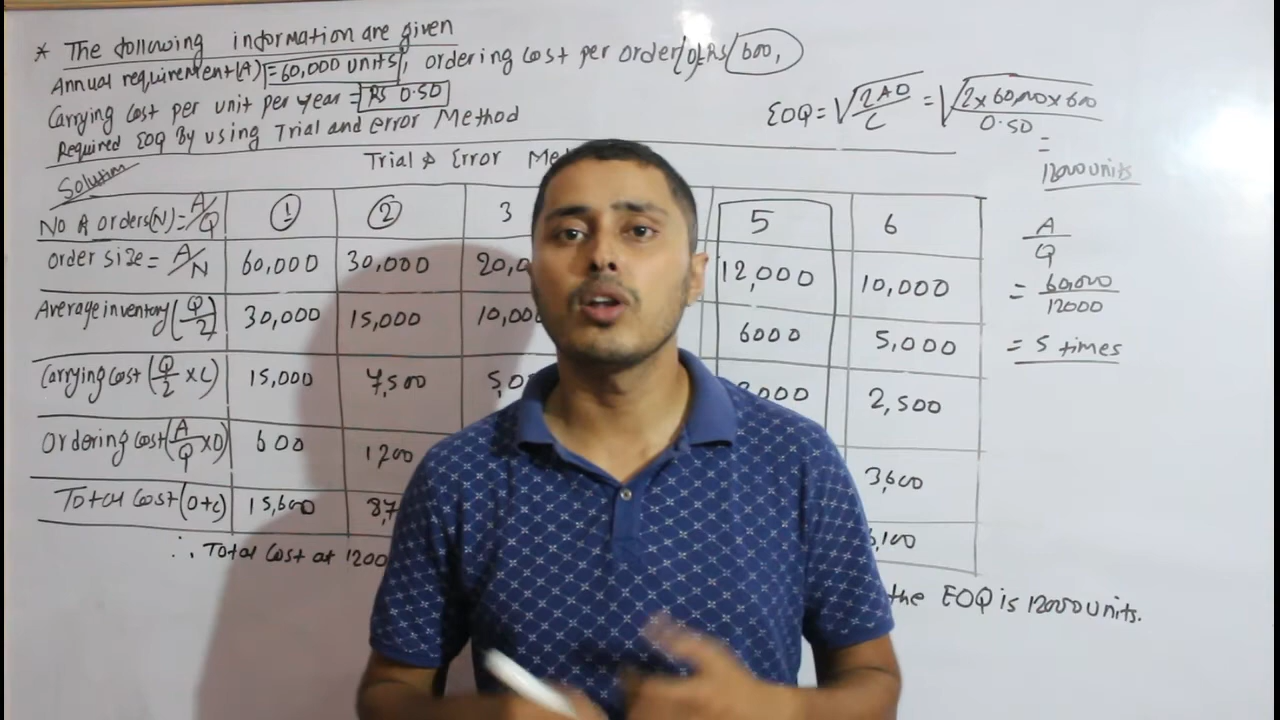 * The following information are given
Annual requirement (A) = 60,000 units, ordering cost per order (O) = Rs 600,
Carrying cost per unit per year = Rs 0.50
Required EOQ By using Trial and error Method
EOQ = √2AO/C = √2×60,000×600/0.50
=
12000 units
Solution
Trial & Error
No of orders(N) = A/Q 1 2 3 5 6
order size = A/N 60,000 30,000 12,000 10,000
Average inventory (Q/2) 30,000 15,000 6000 5,000
Carrying cost (Q/2 × C) 15,000 7,500 2,500
Ordering cost (A/Q × O) 600 1200 3,600
Total cost (O+C) 15,600
A/Q
= 60,000/12000
= 5 times
∴ Total cost at the EOQ is 12000 units.